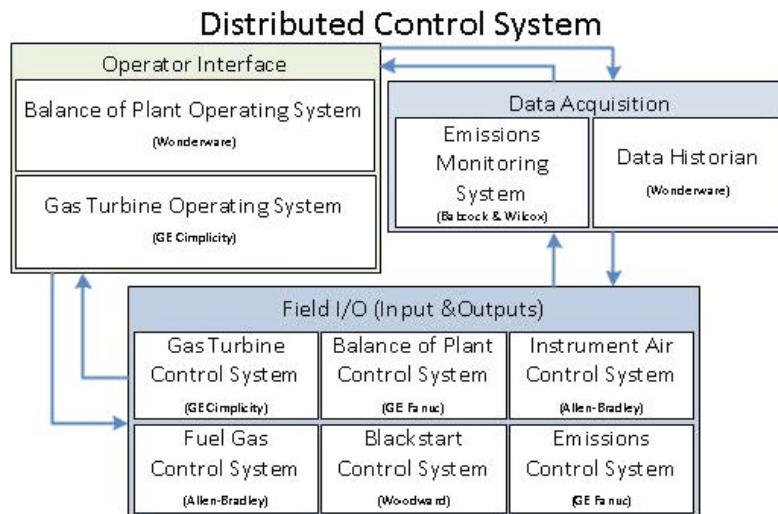 Distributed Control System
Operator Interface
Balance of Plant Operating System
(Wonderware)
Gas Turbine Operating System
(GE Cimplicity)
Data Acquisition
Emissions
Monitoring
System
(Babcock & Wilcox)
Data Historian
(Wonderware)
Field I/O (Input &Outputs)
Gas Turbine
Control System
(GE Cimplicity)
Balance of Plant
Control System
(GE Fanuc)
Instrument Air
Control System
(Allen-Bradley)
Fuel Gas
Control System
(Allen-Bradley)
Blackstart
Control System
(Woodward)
Emissions
Control System
(GE Fanuc)